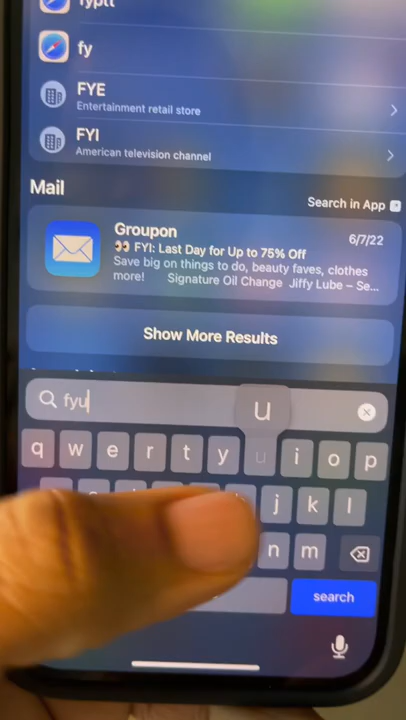 fyptt
fy
FYE
Entertainment retail store
FYI
American television channel
Mail
Search in App
Groupon
6/7/22
👀 FYI: Last Day for Up to 75% Off
Save big on things to do, beauty faves, clothes
more! Signature Oil Change Jiffy Lube – Se...
Show More Results
fyu
u
q w e r t y u i o p
j k l
n m
search